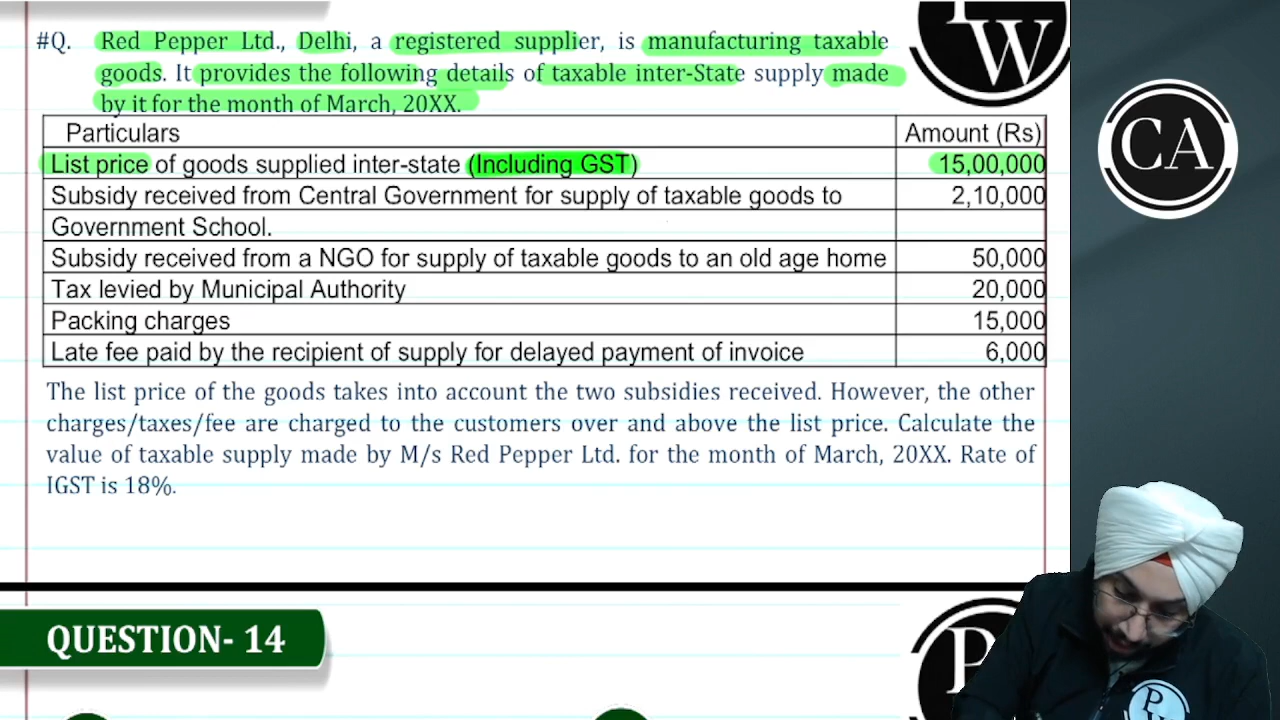 #Q. Red Pepper Ltd., Delhi, a registered supplier, is manufacturing taxable
goods. It provides the following details of taxable inter-State supply made
by it for the month of March, 20XX.
Particulars Amount (Rs)
List price of goods supplied inter-state (Including GST) 15,00,000
Subsidy received from Central Government for supply of taxable goods to 2,10,000
Government School.
Subsidy received from a NGO for supply of taxable goods to an old age home 50,000
Tax levied by Municipal Authority 20,000
Packing charges 15,000
Late fee paid by the recipient of supply for delayed payment of invoice 6,000
The list price of the goods takes into account the two subsidies received. However, the other
charges/taxes/fee are charged to the customers over and above the list price. Calculate the
value of taxable supply made by M/s Red Pepper Ltd. for the month of March, 20XX. Rate of
IGST is 18%.
W
CA
QUESTION- 14
P
P